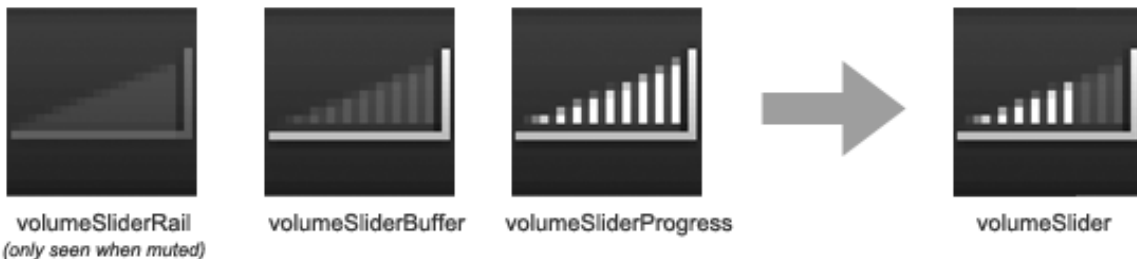 volumeSliderRail
(only seen when muted)
volumeSliderBuffer
volumeSliderProgress
volumeSlider